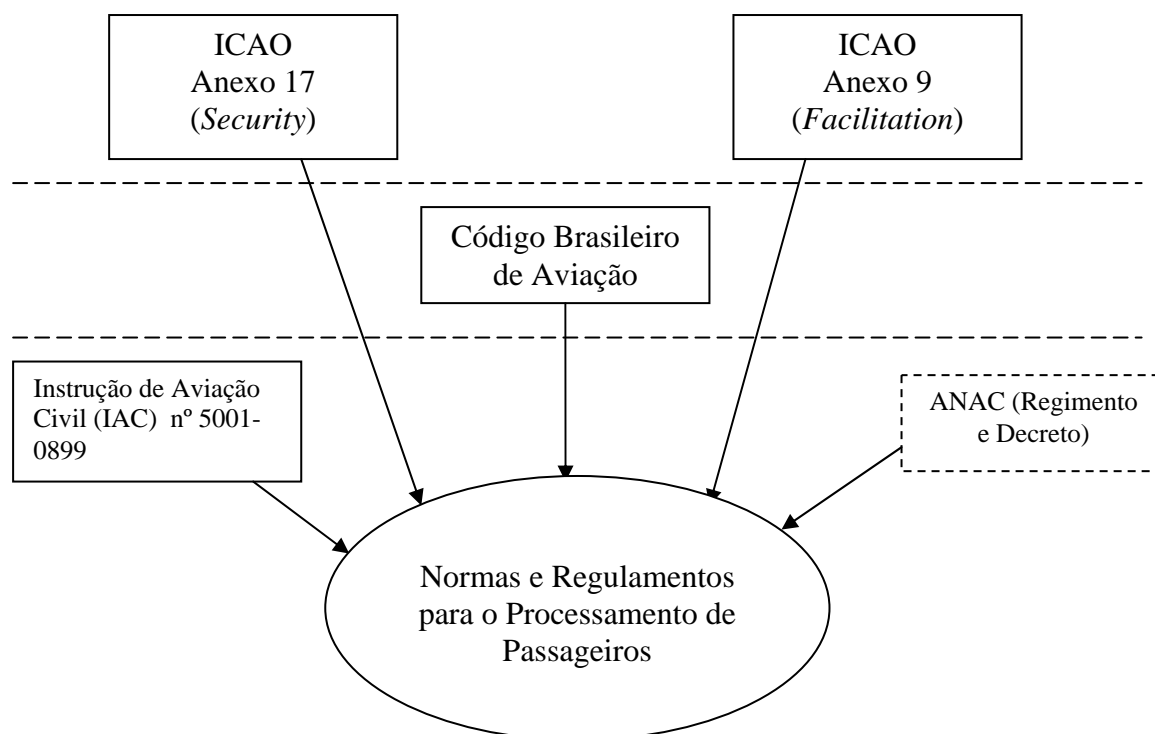 ICAO
Anexo 17
(Security)
ICAO
Anexo 9
(Facilitation)
Código Brasileiro
de Aviação
Instrução de Aviação
Civil (IAC) nº 5001-
0899
ANAC (Regimento
e Decreto)
Normas e Regulamentos
para o Processamento de
Passageiros